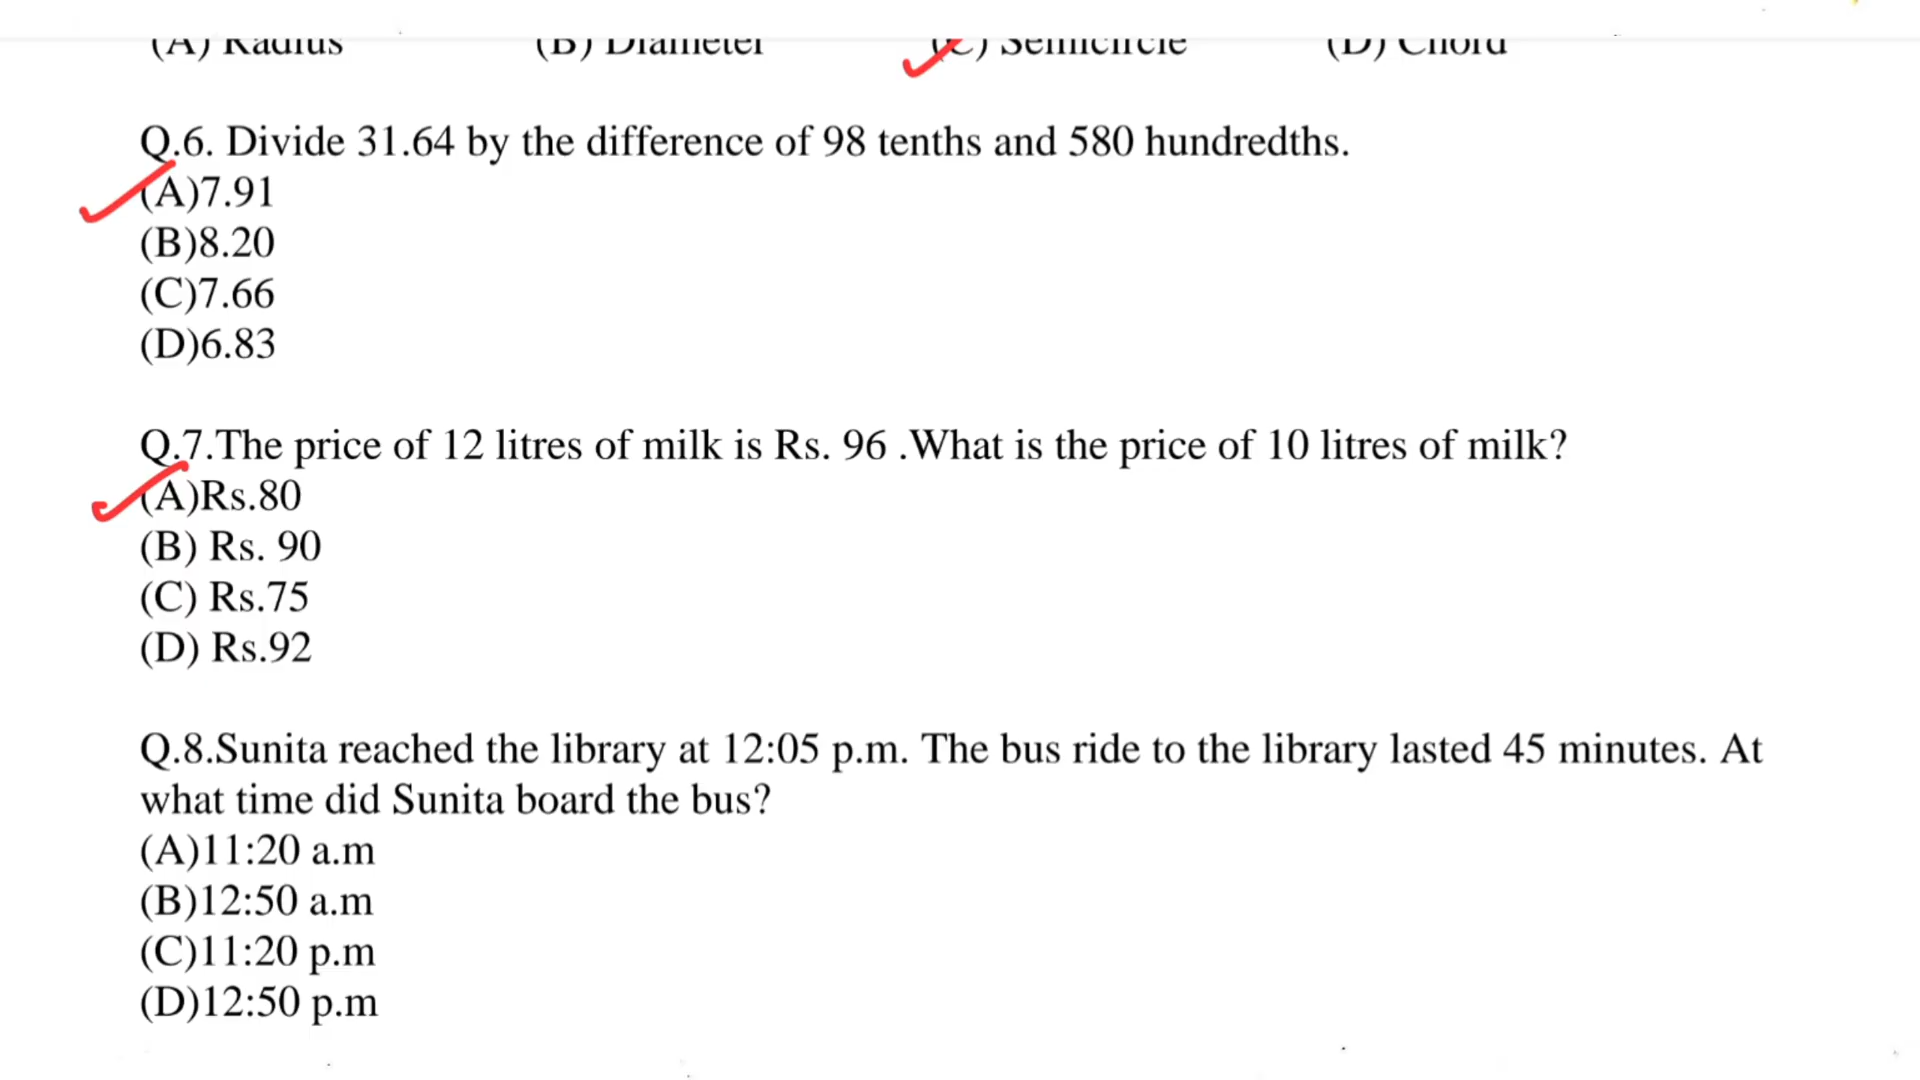 (A) Radius (B) Diameter (C) Semicircle (D) Chord
Q.6. Divide 31.64 by the difference of 98 tenths and 580 hundredths.
(A)7.91
(B)8.20
(C)7.66
(D)6.83
Q.7.The price of 12 litres of milk is Rs. 96 .What is the price of 10 litres of milk?
(A)Rs.80
(B) Rs. 90
(C) Rs.75
(D) Rs.92
Q.8.Sunita reached the library at 12:05 p.m. The bus ride to the library lasted 45 minutes. At
what time did Sunita board the bus?
(A)11:20 a.m
(B)12:50 a.m
(C)11:20 p.m
(D)12:50 p.m